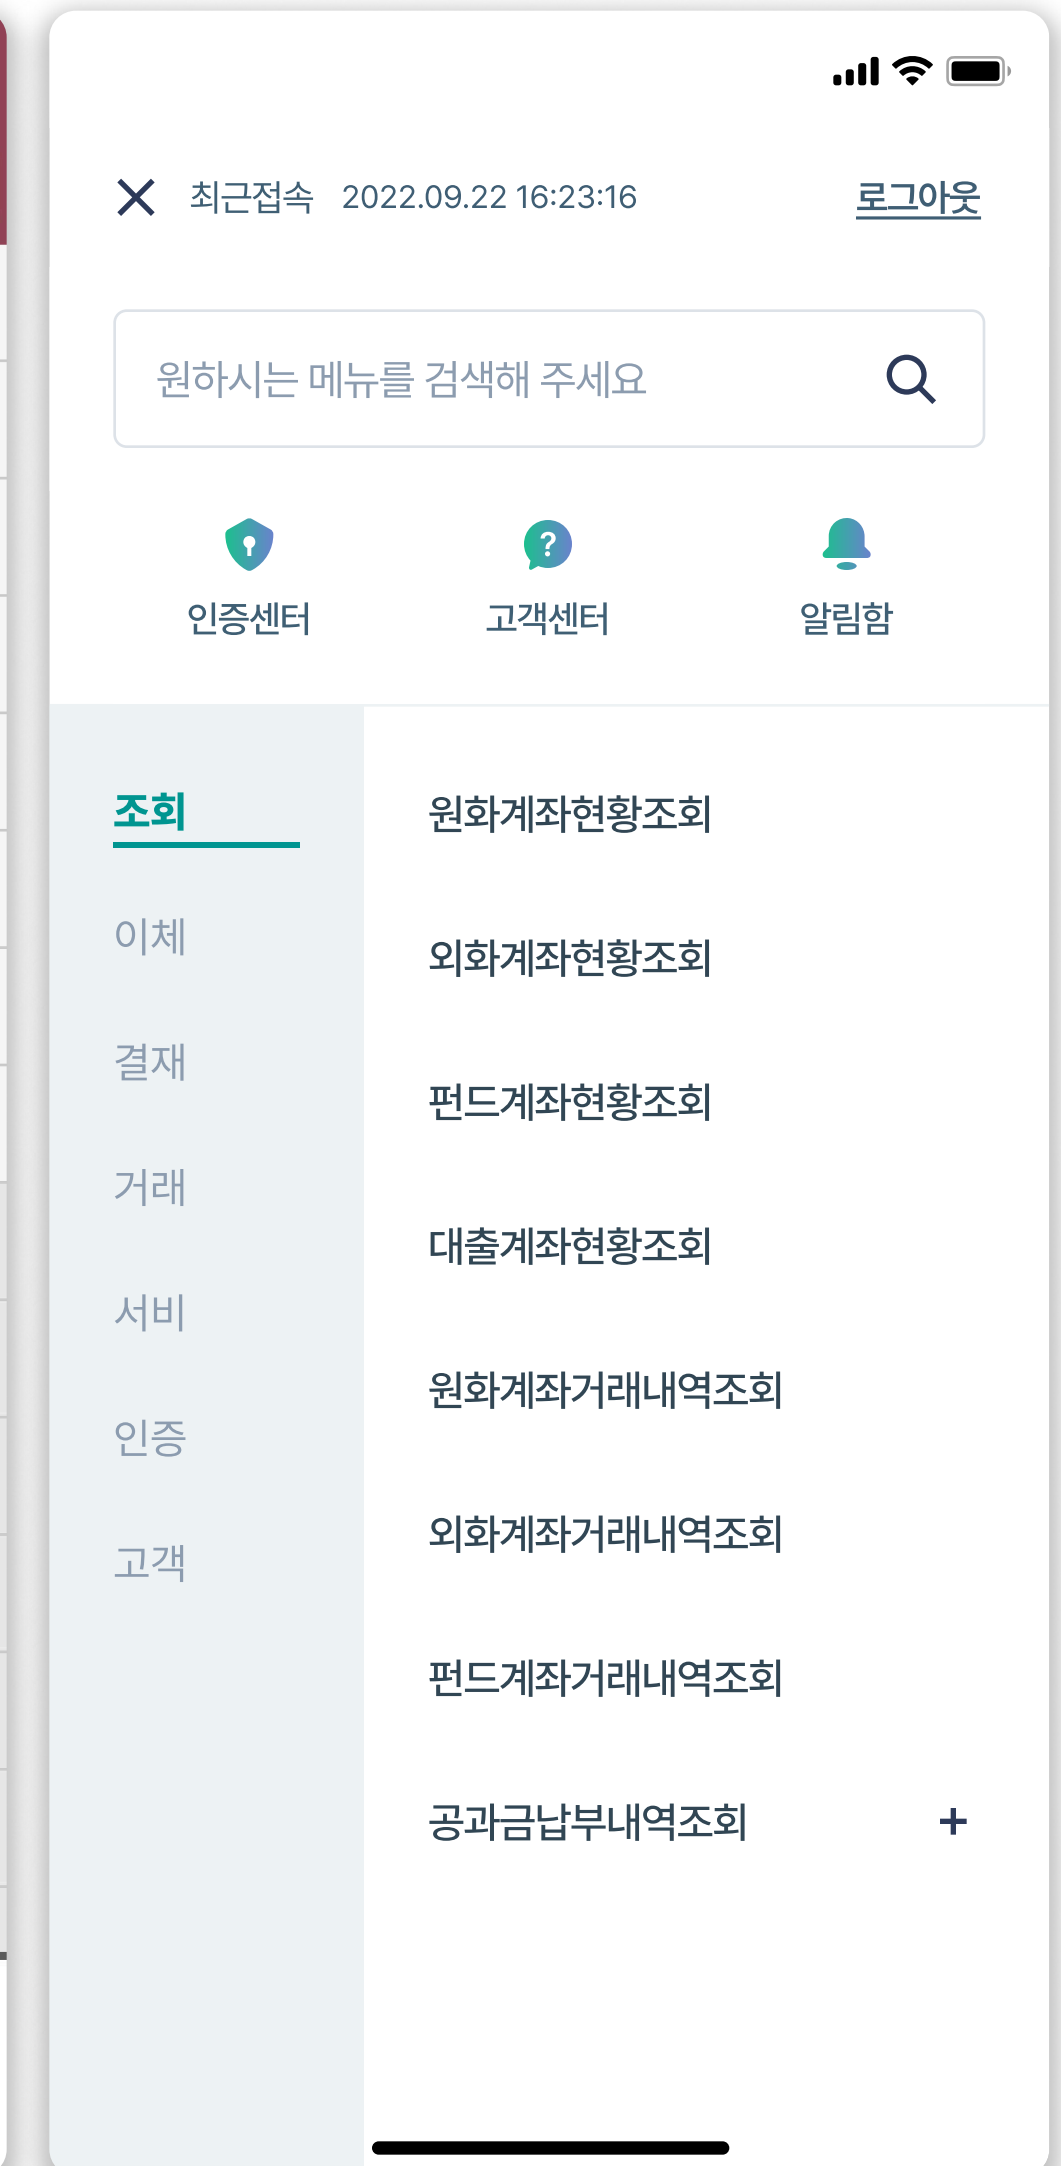 최근접속 2022.09.22 16:23:16 로그아웃
원하시는 메뉴를 검색해 주세요
인증센터 고객센터 알림함
조회
이체
결재
거래
서비
인증
고객
원화계좌현황조회
외화계좌현황조회
펀드계좌현황조회
대출계좌현황조회
원화계좌거래내역조회
외화계좌거래내역조회
펀드계좌거래내역조회
공과금납부내역조회 +